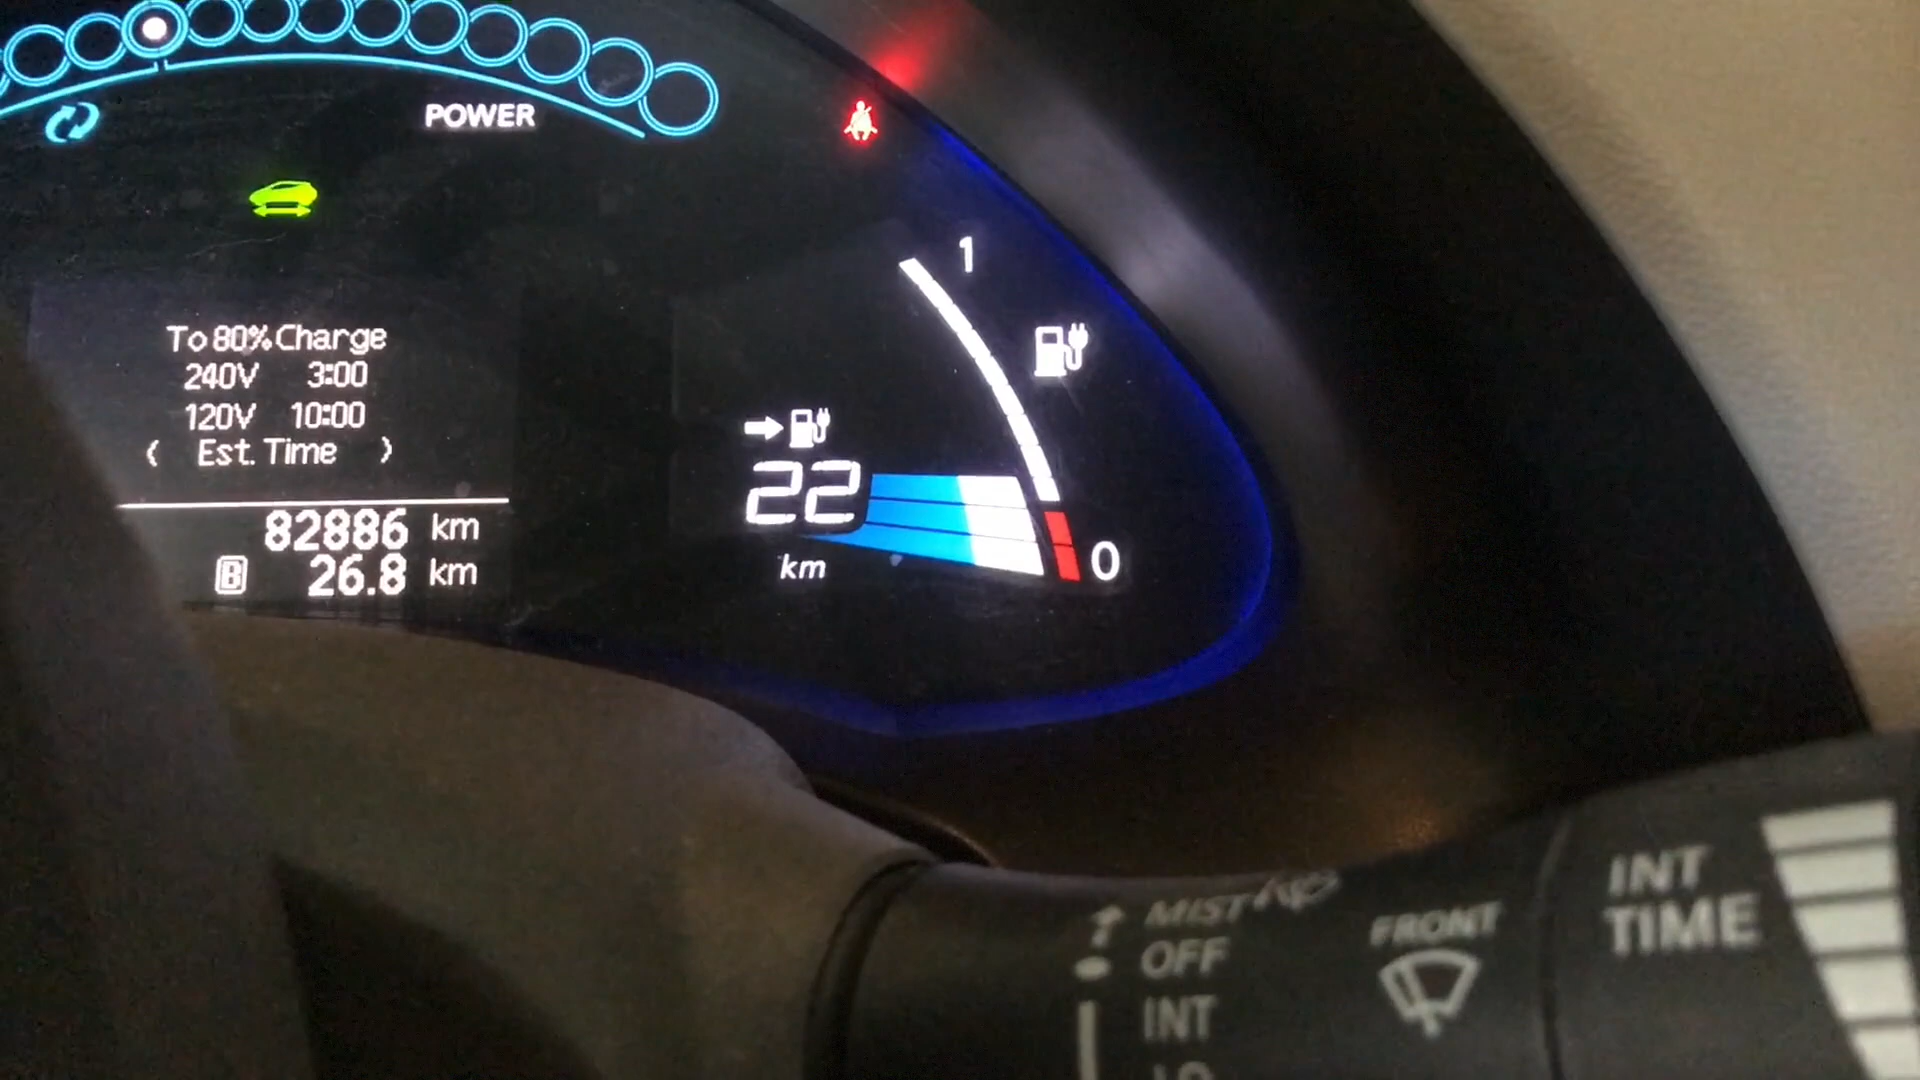 POWER
1
To 80% Charge
240V 3:00
120V 10:00
< Est. Time >
22
km
0
82886 km
B 26.8 km
MIST
OFF
INT
FRONT
INT
TIME